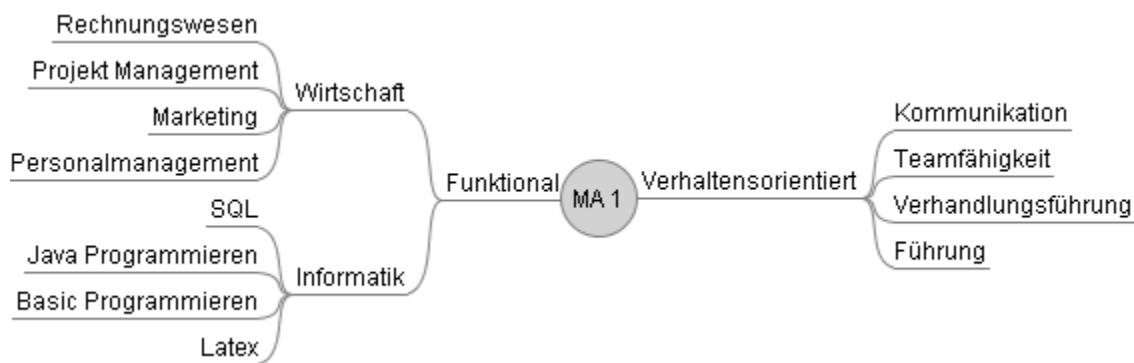 Rechnungswesen
Projekt Management
Marketing
Personalmanagement
Wirtschaft
SQL
Java Programmieren
Basic Programmieren
Latex
Informatik
Funktional
MA 1
Verhaltensorientiert
Kommunikation
Teamfähigkeit
Verhandlungsführung
Führung